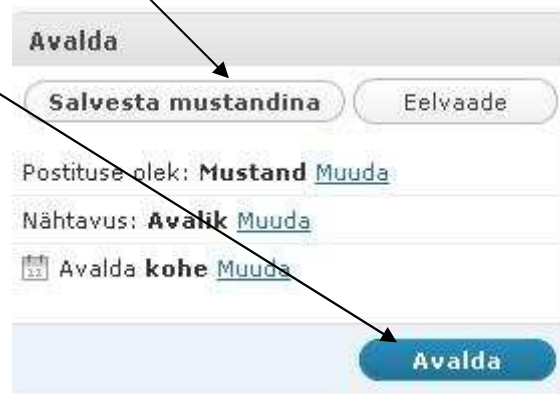 Avalda
Salvesta mustandina Eelvaade
Postituse olek: Mustand Muuda
Nähtavus: Avalik Muuda
Avalda kohe Muuda
Avalda